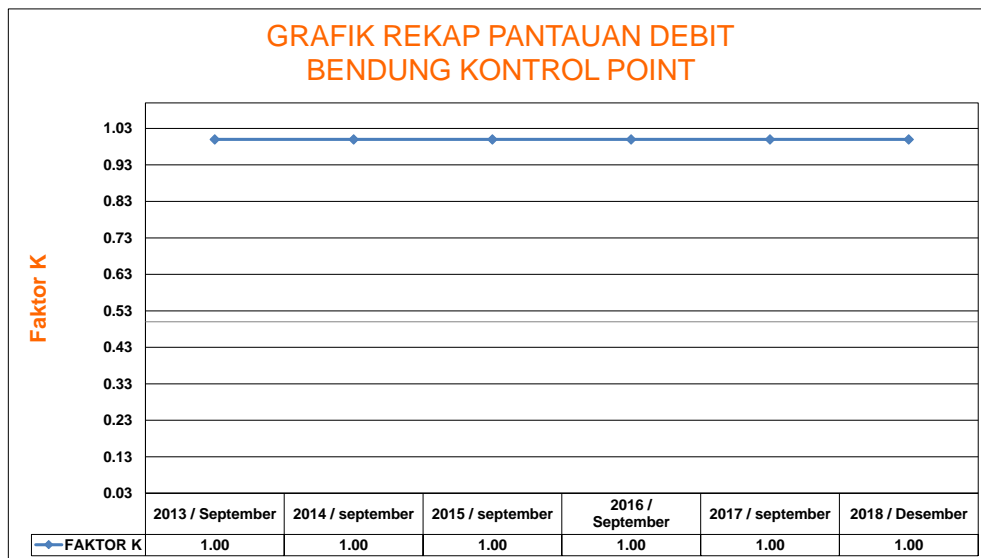 GRAFIK REKAP PANTAUAN DEBIT
BENDUNG KONTROL POINT
Faktor K
1.03
0.93
0.83
0.73
0.63
0.53
0.43
0.33
0.23
0.13
0.03
2013 / September 2014 / september 2015 / september 2016 / September 2017 / september 2018 / Desember
FAKTOR K 1.00 1.00 1.00 1.00 1.00 1.00